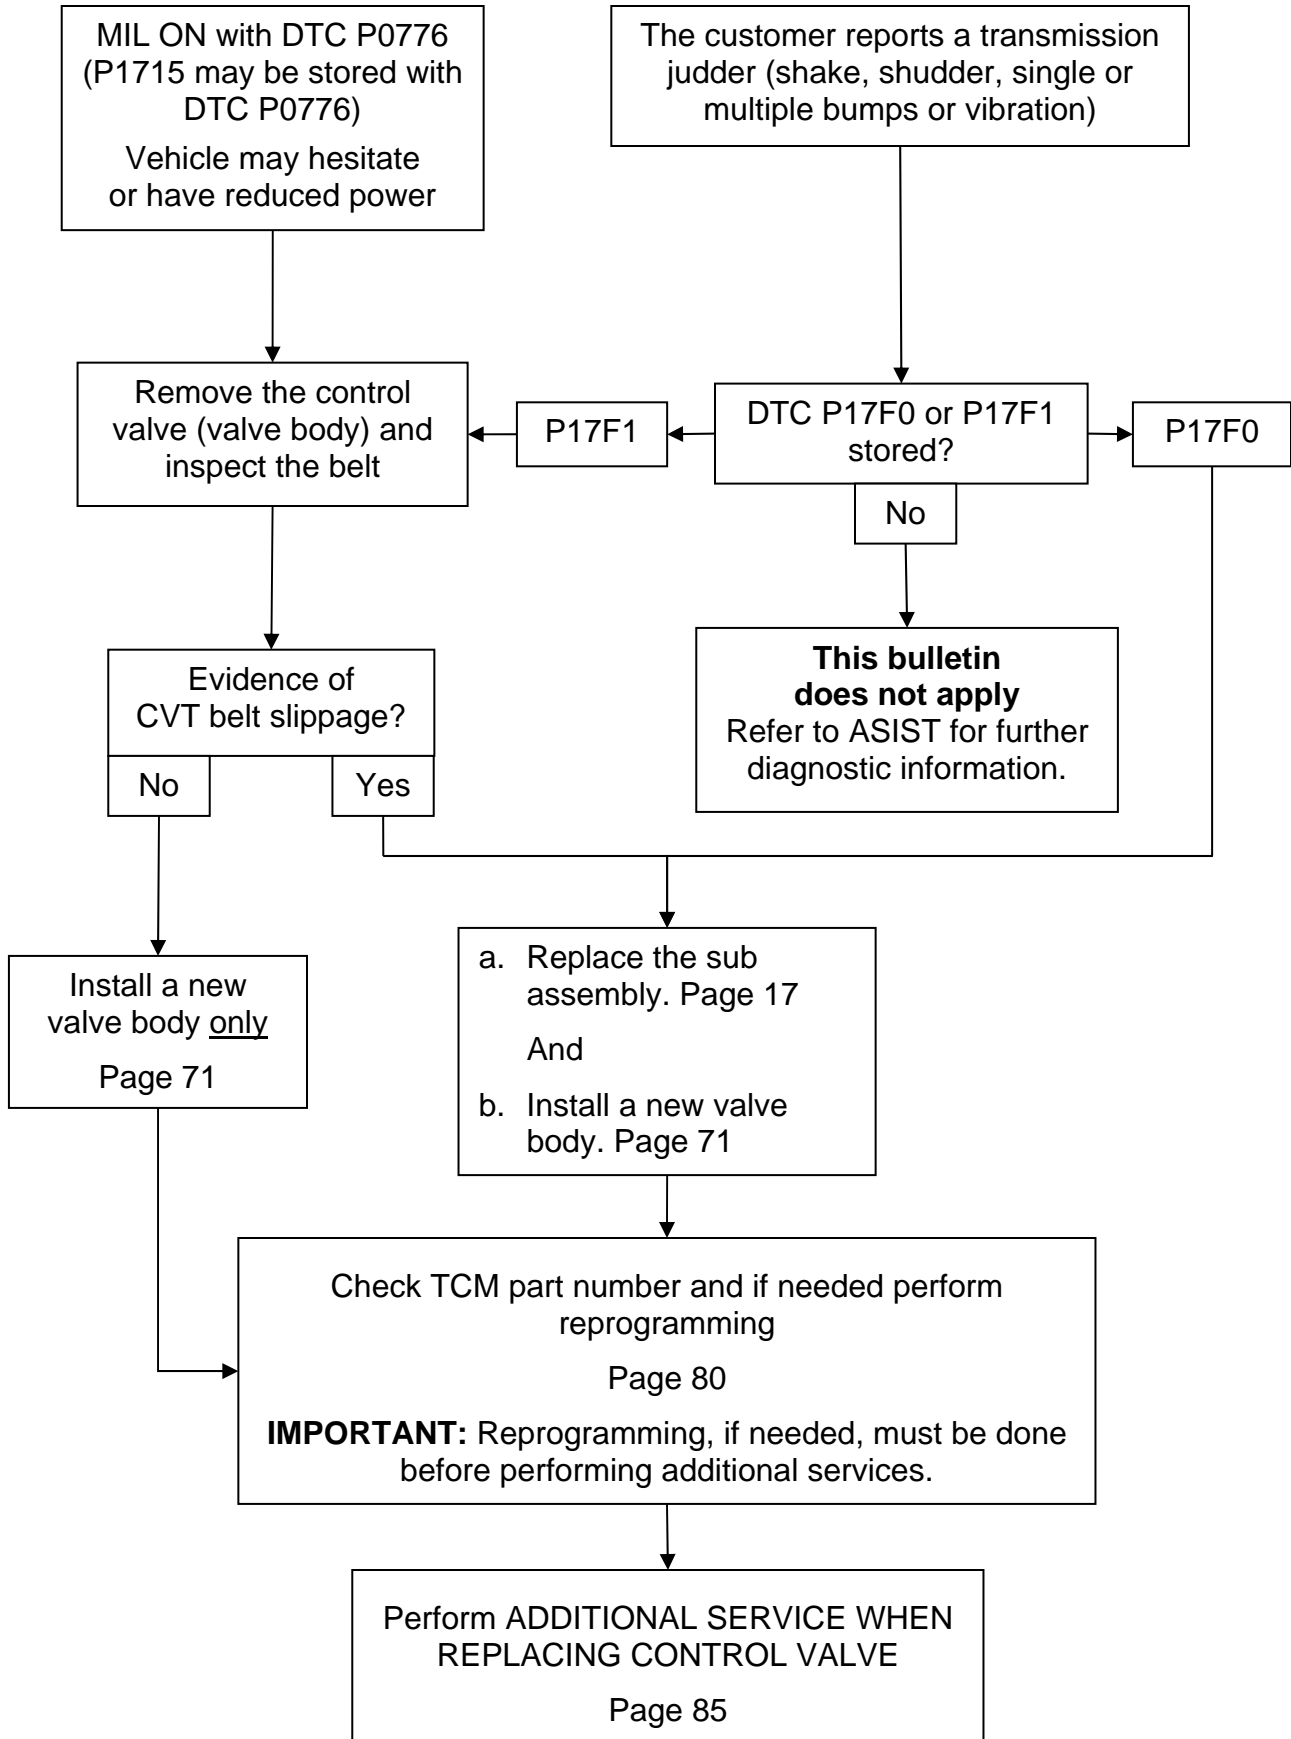 MIL ON with DTC P0776
(P1715 may be stored with
DTC P0776)
Vehicle may hesitate
or have reduced power
The customer reports a transmission
judder (shake, shudder, single or
multiple bumps or vibration)
Remove the control
valve (valve body) and
inspect the belt
P17F1
DTC P17F0 or P17F1
stored?
P17F0
No
This bulletin
does not apply
Refer to ASIST for further
diagnostic information.
Evidence of
CVT belt slippage?
No
Yes
Install a new
valve body only
Page 71
a. Replace the sub
assembly. Page 17
And
b. Install a new valve
body. Page 71
Check TCM part number and if needed perform
reprogramming
Page 80
IMPORTANT: Reprogramming, if needed, must be done
before performing additional services.
Perform ADDITIONAL SERVICE WHEN
REPLACING CONTROL VALVE
Page 85